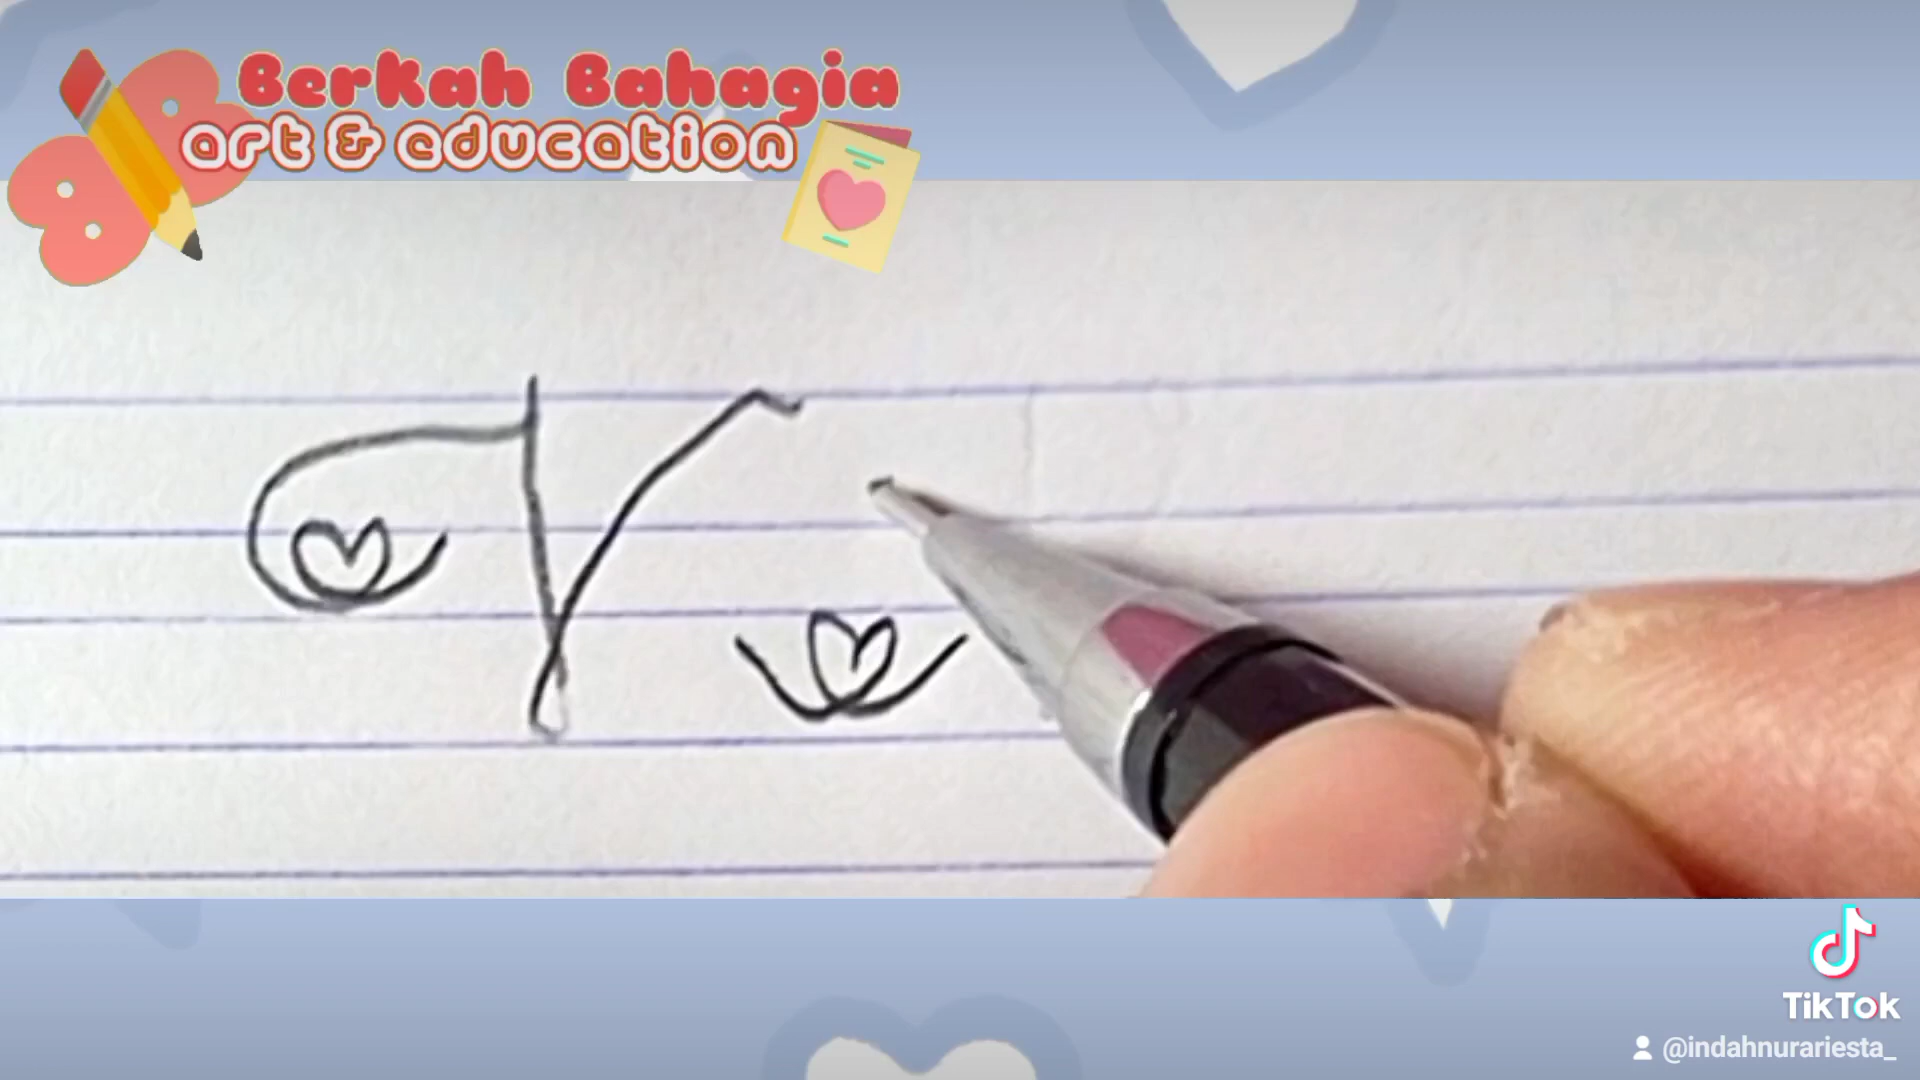 Berkah Bahagia
art & education
TikTok
@indahnurariesta_